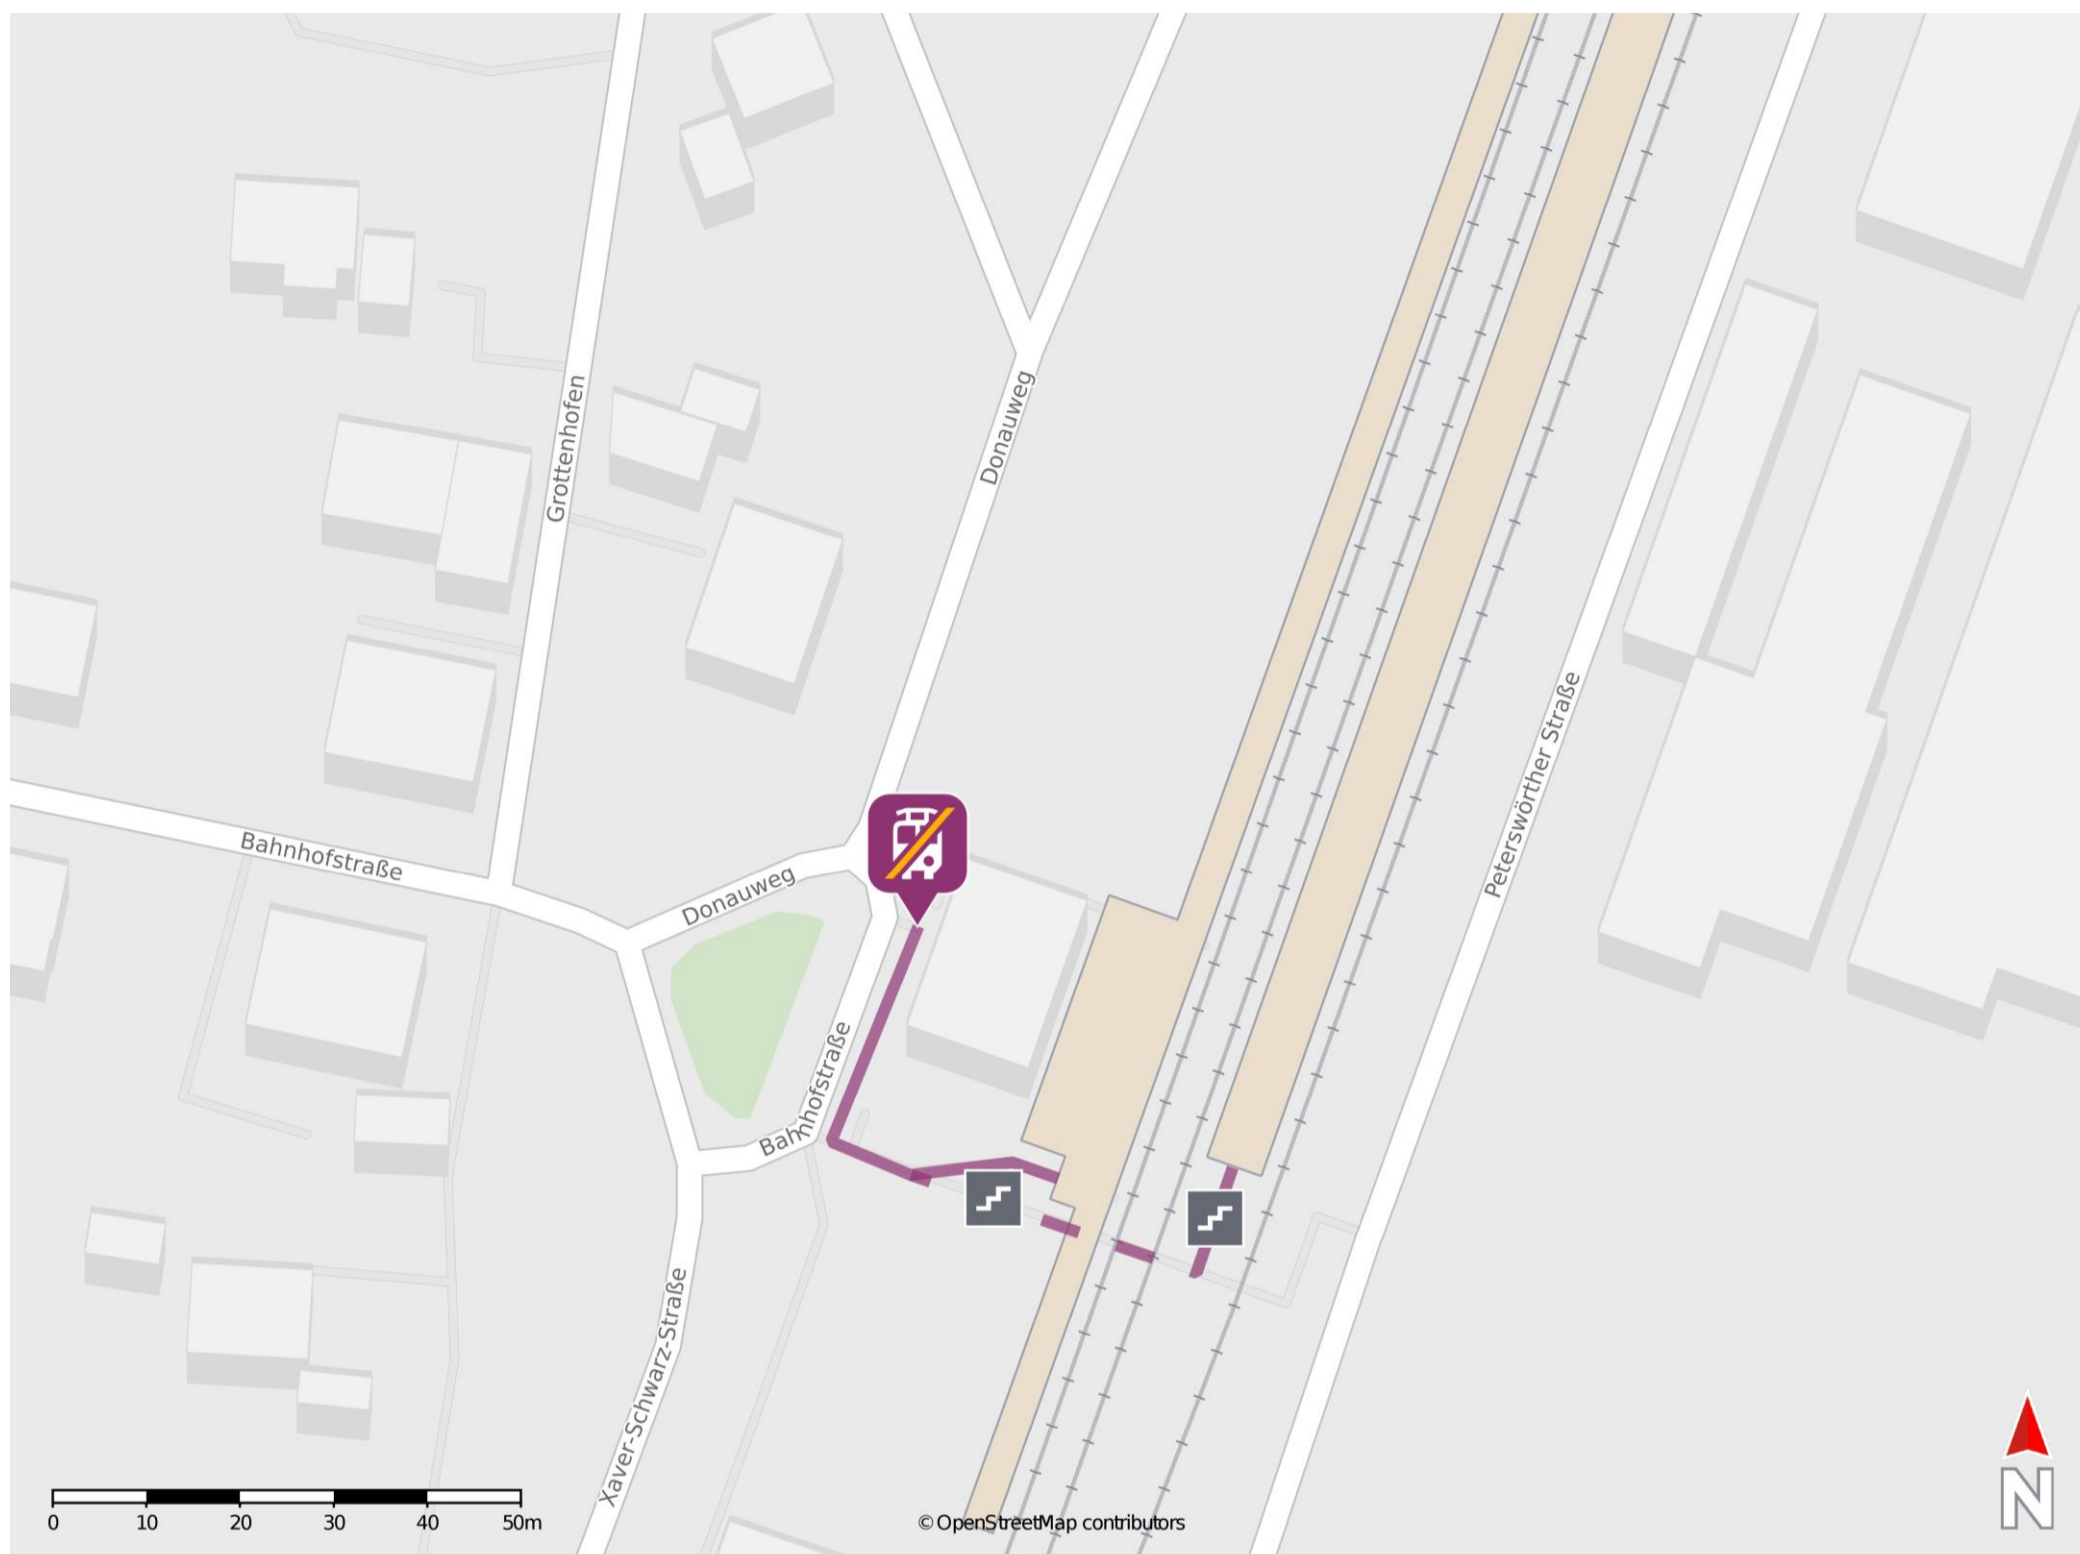 Grottenhofen
Donauweg
Peterswörther Straße
Bahnhofstraße
Donauweg
Bahnhofstraße
Xaver-Schwarz-Straße
0 10 20 30 40 50m
© OpenStreetMap contributors
N